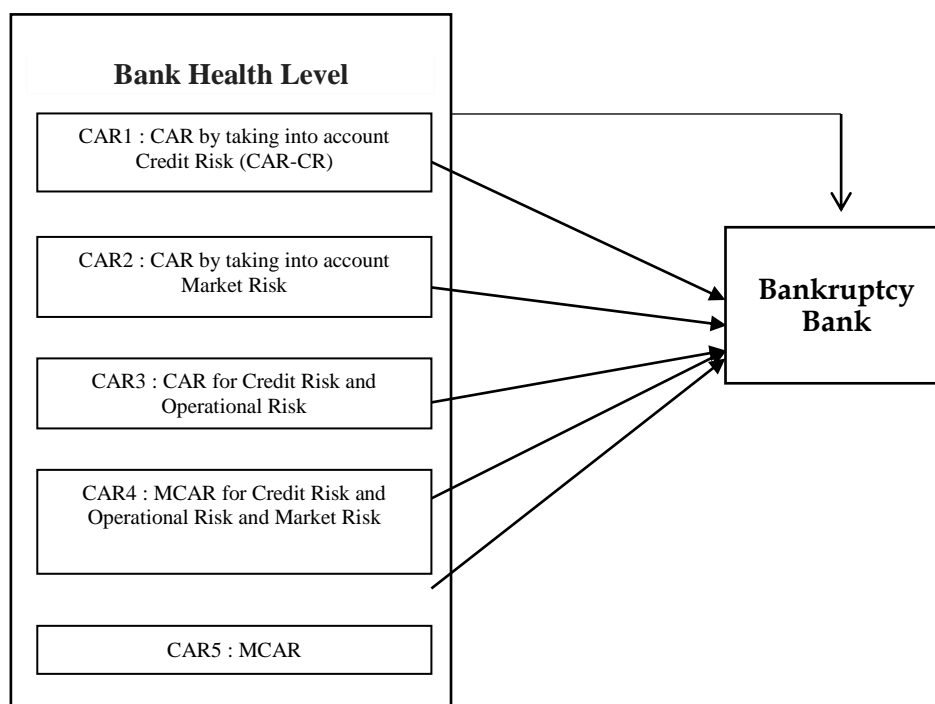 Bank Health Level
CAR1 : CAR by taking into account
Credit Risk (CAR-CR)
CAR2 : CAR by taking into account
Market Risk
CAR3 : CAR for Credit Risk and
Operational Risk
CAR4 : MCAR for Credit Risk and
Operational Risk and Market Risk
CAR5 : MCAR
Bankruptcy
Bank